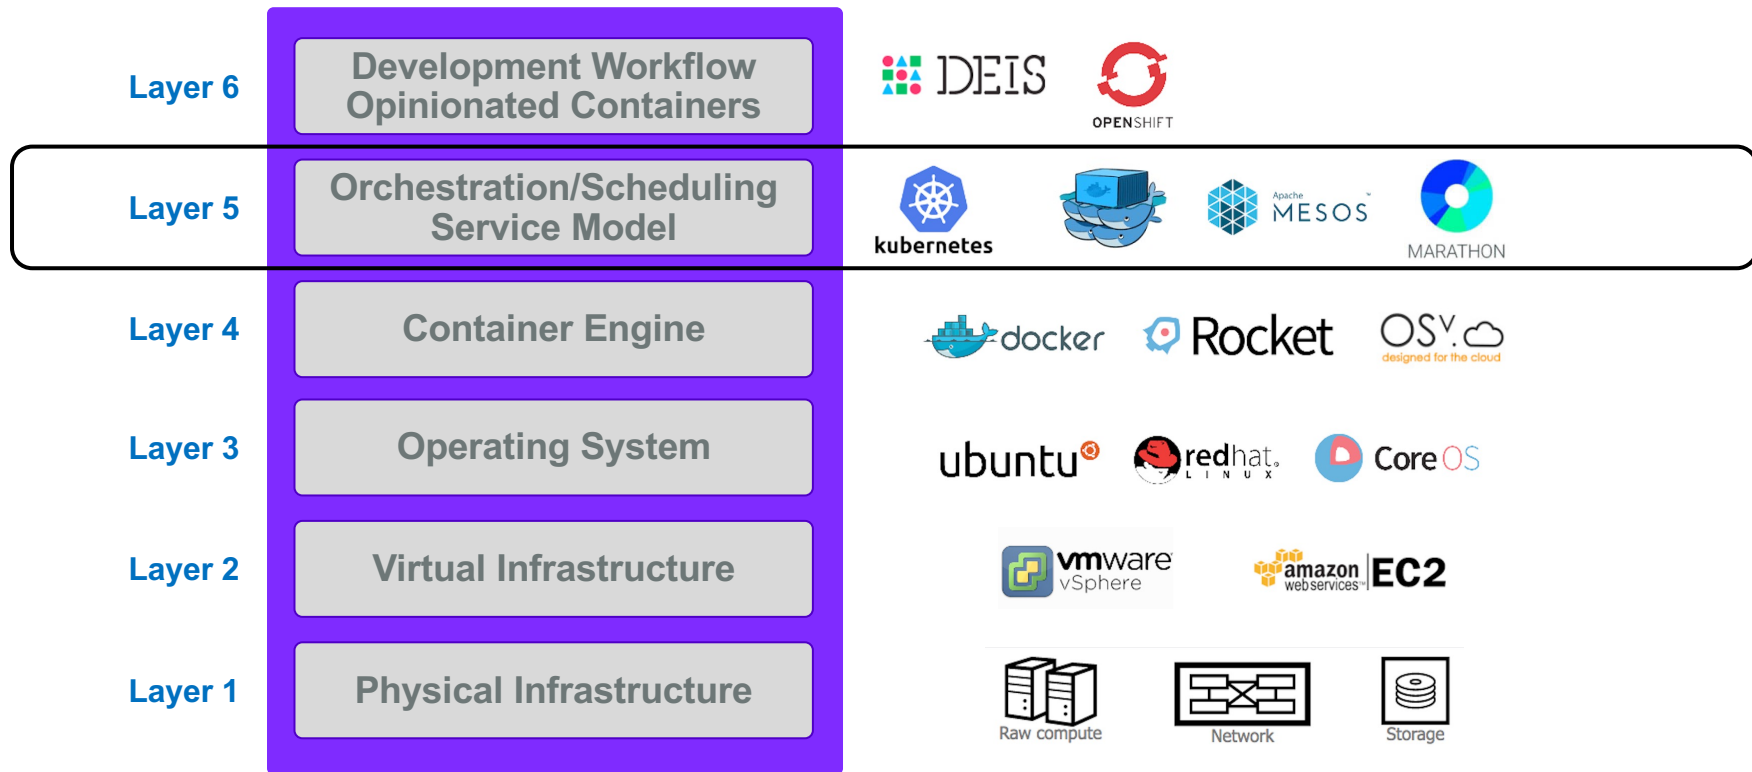 Layer 6
Development Workflow
Opinionated Containers
DEIS
OPENSHIFT
Layer 5
Orchestration/Scheduling
Service Model
kubernetes
Apache
MESOS™
MARATHON
Layer 4
Container Engine
docker
Rocket
OSv.
designed for the cloud
Layer 3
Operating System
ubuntu
redhat.
LINUX
CoreOS
Layer 2
Virtual Infrastructure
vmware
vSphere
amazon
webservices™
EC2
Layer 1
Physical Infrastructure
Raw compute
Network
Storage